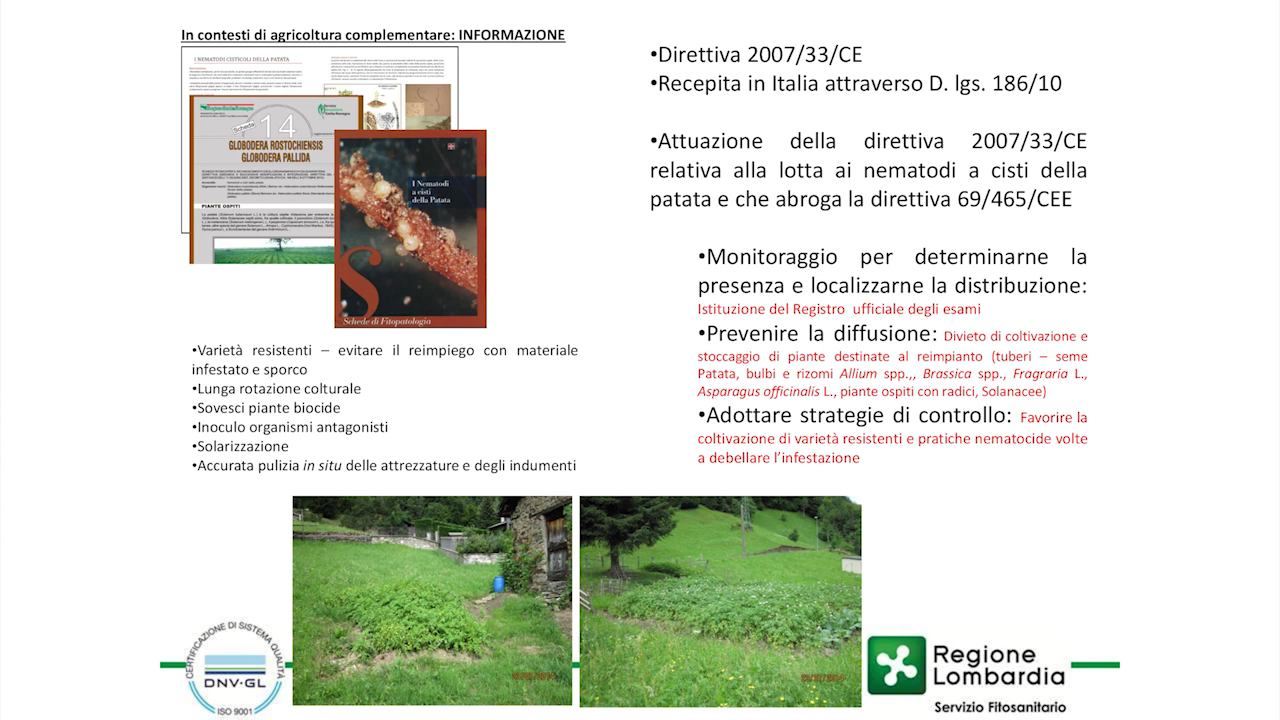 In contesti di agricoltura complementare: INFORMAZIONE
I NEMATODI CISTICOLI DELLA PATATA
Scheda 14
GLOBODERA ROSTOCHIENSIS
GLOBODERA PALLIDA
PIANTE OSPITI
I Nematodi
a cisti
della Patata
S
Schede di Fitopatologia
•Varietà resistenti – evitare il reimpiego con materiale
infestato e sporco
•Lunga rotazione colturale
•Sovesci piante biocide
•Inoculo organismi antagonisti
•Solarizzazione
•Accurata pulizia in situ delle attrezzature e degli indumenti
•Direttiva 2007/33/CE
•Recepita in Italia attraverso D. lgs. 186/10
•Attuazione della direttiva 2007/33/CE
relativa alla lotta ai nematodi a cisti della
patata e che abroga la direttiva 69/465/CEE
•Monitoraggio per determinarne la
presenza e localizzarne la distribuzione:
Istituzione del Registro ufficiale degli esami
•Prevenire la diffusione: Divieto di coltivazione e
stoccaggio di piante destinate al reimpianto (tuberi – seme
Patata, bulbi e rizomi Allium spp.,, Brassica spp., Fragraria L.,
Asparagus officinalis L., piante ospiti con radici, Solanacee)
•Adottare strategie di controllo: Favorire la
coltivazione di varietà resistenti e pratiche nematocide volte
a debellare l'infestazione
CERTIFICAZIONE DI SISTEMA QUALITÀ
DNV·GL
ISO 9001
Regione
Lombardia
Servizio Fitosanitario